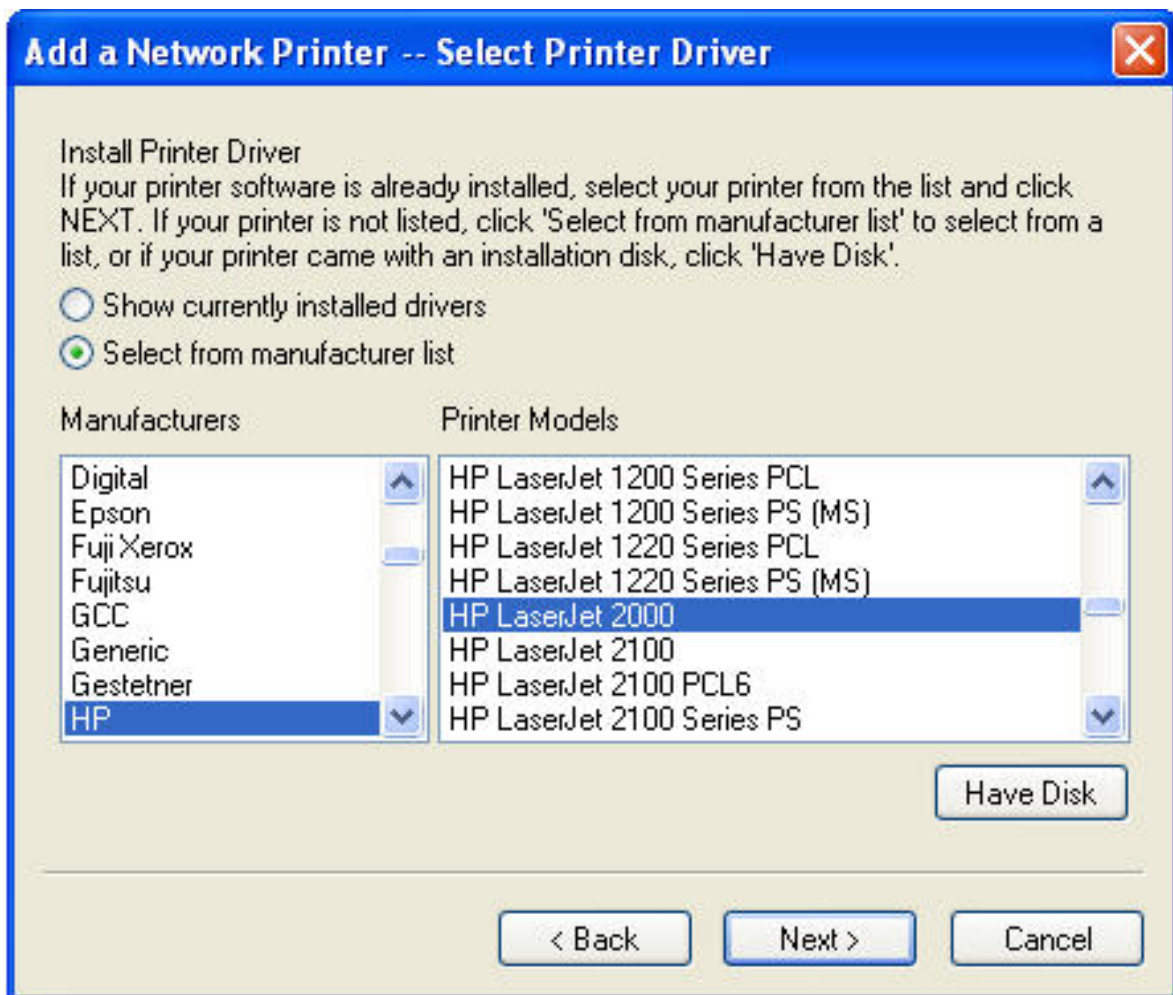 Add a Network Printer -- Select Printer Driver
Install Printer Driver
If your printer software is already installed, select your printer from the list and click
NEXT. If your printer is not listed, click 'Select from manufacturer list' to select from a
list, or if your printer came with an installation disk, click 'Have Disk'.
Show currently installed drivers
Select from manufacturer list
Manufacturers
Digital
Epson
Fuji Xerox
Fujitsu
GCC
Generic
Gestetner
HP
Printer Models
HP LaserJet 1200 Series PCL
HP LaserJet 1200 Series PS (MS)
HP LaserJet 1220 Series PCL
HP LaserJet 1220 Series PS (MS)
HP LaserJet 2000
HP LaserJet 2100
HP LaserJet 2100 PCL6
HP LaserJet 2100 Series PS
Have Disk
< Back
Next >
Cancel